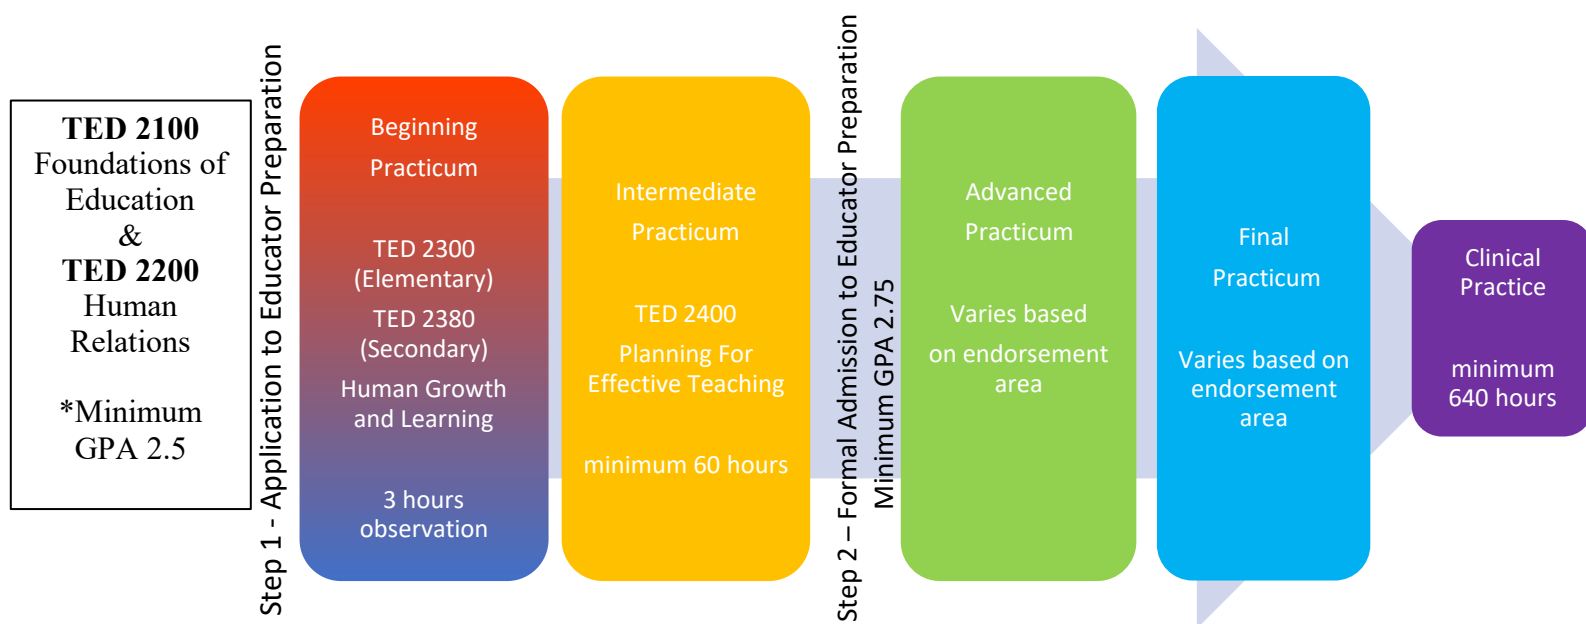 TED 2100
Foundations of
Education
&
TED 2200
Human
Relations
*Minimum
GPA 2.5
Step 1 - Application to Educator Preparation
Beginning
Practicum
TED 2300
(Elementary)
TED 2380
(Secondary)
Human Growth
and Learning
3 hours
observation
Intermediate
Practicum
TED 2400
Planning For
Effective Teaching
minimum 60 hours
Step 2 – Formal Admission to Educator Preparation
Minimum GPA 2.75
Advanced
Practicum
Varies based
on endorsement
area
Final
Practicum
Varies based on
endorsement
area
Clinical
Practice
minimum
640 hours